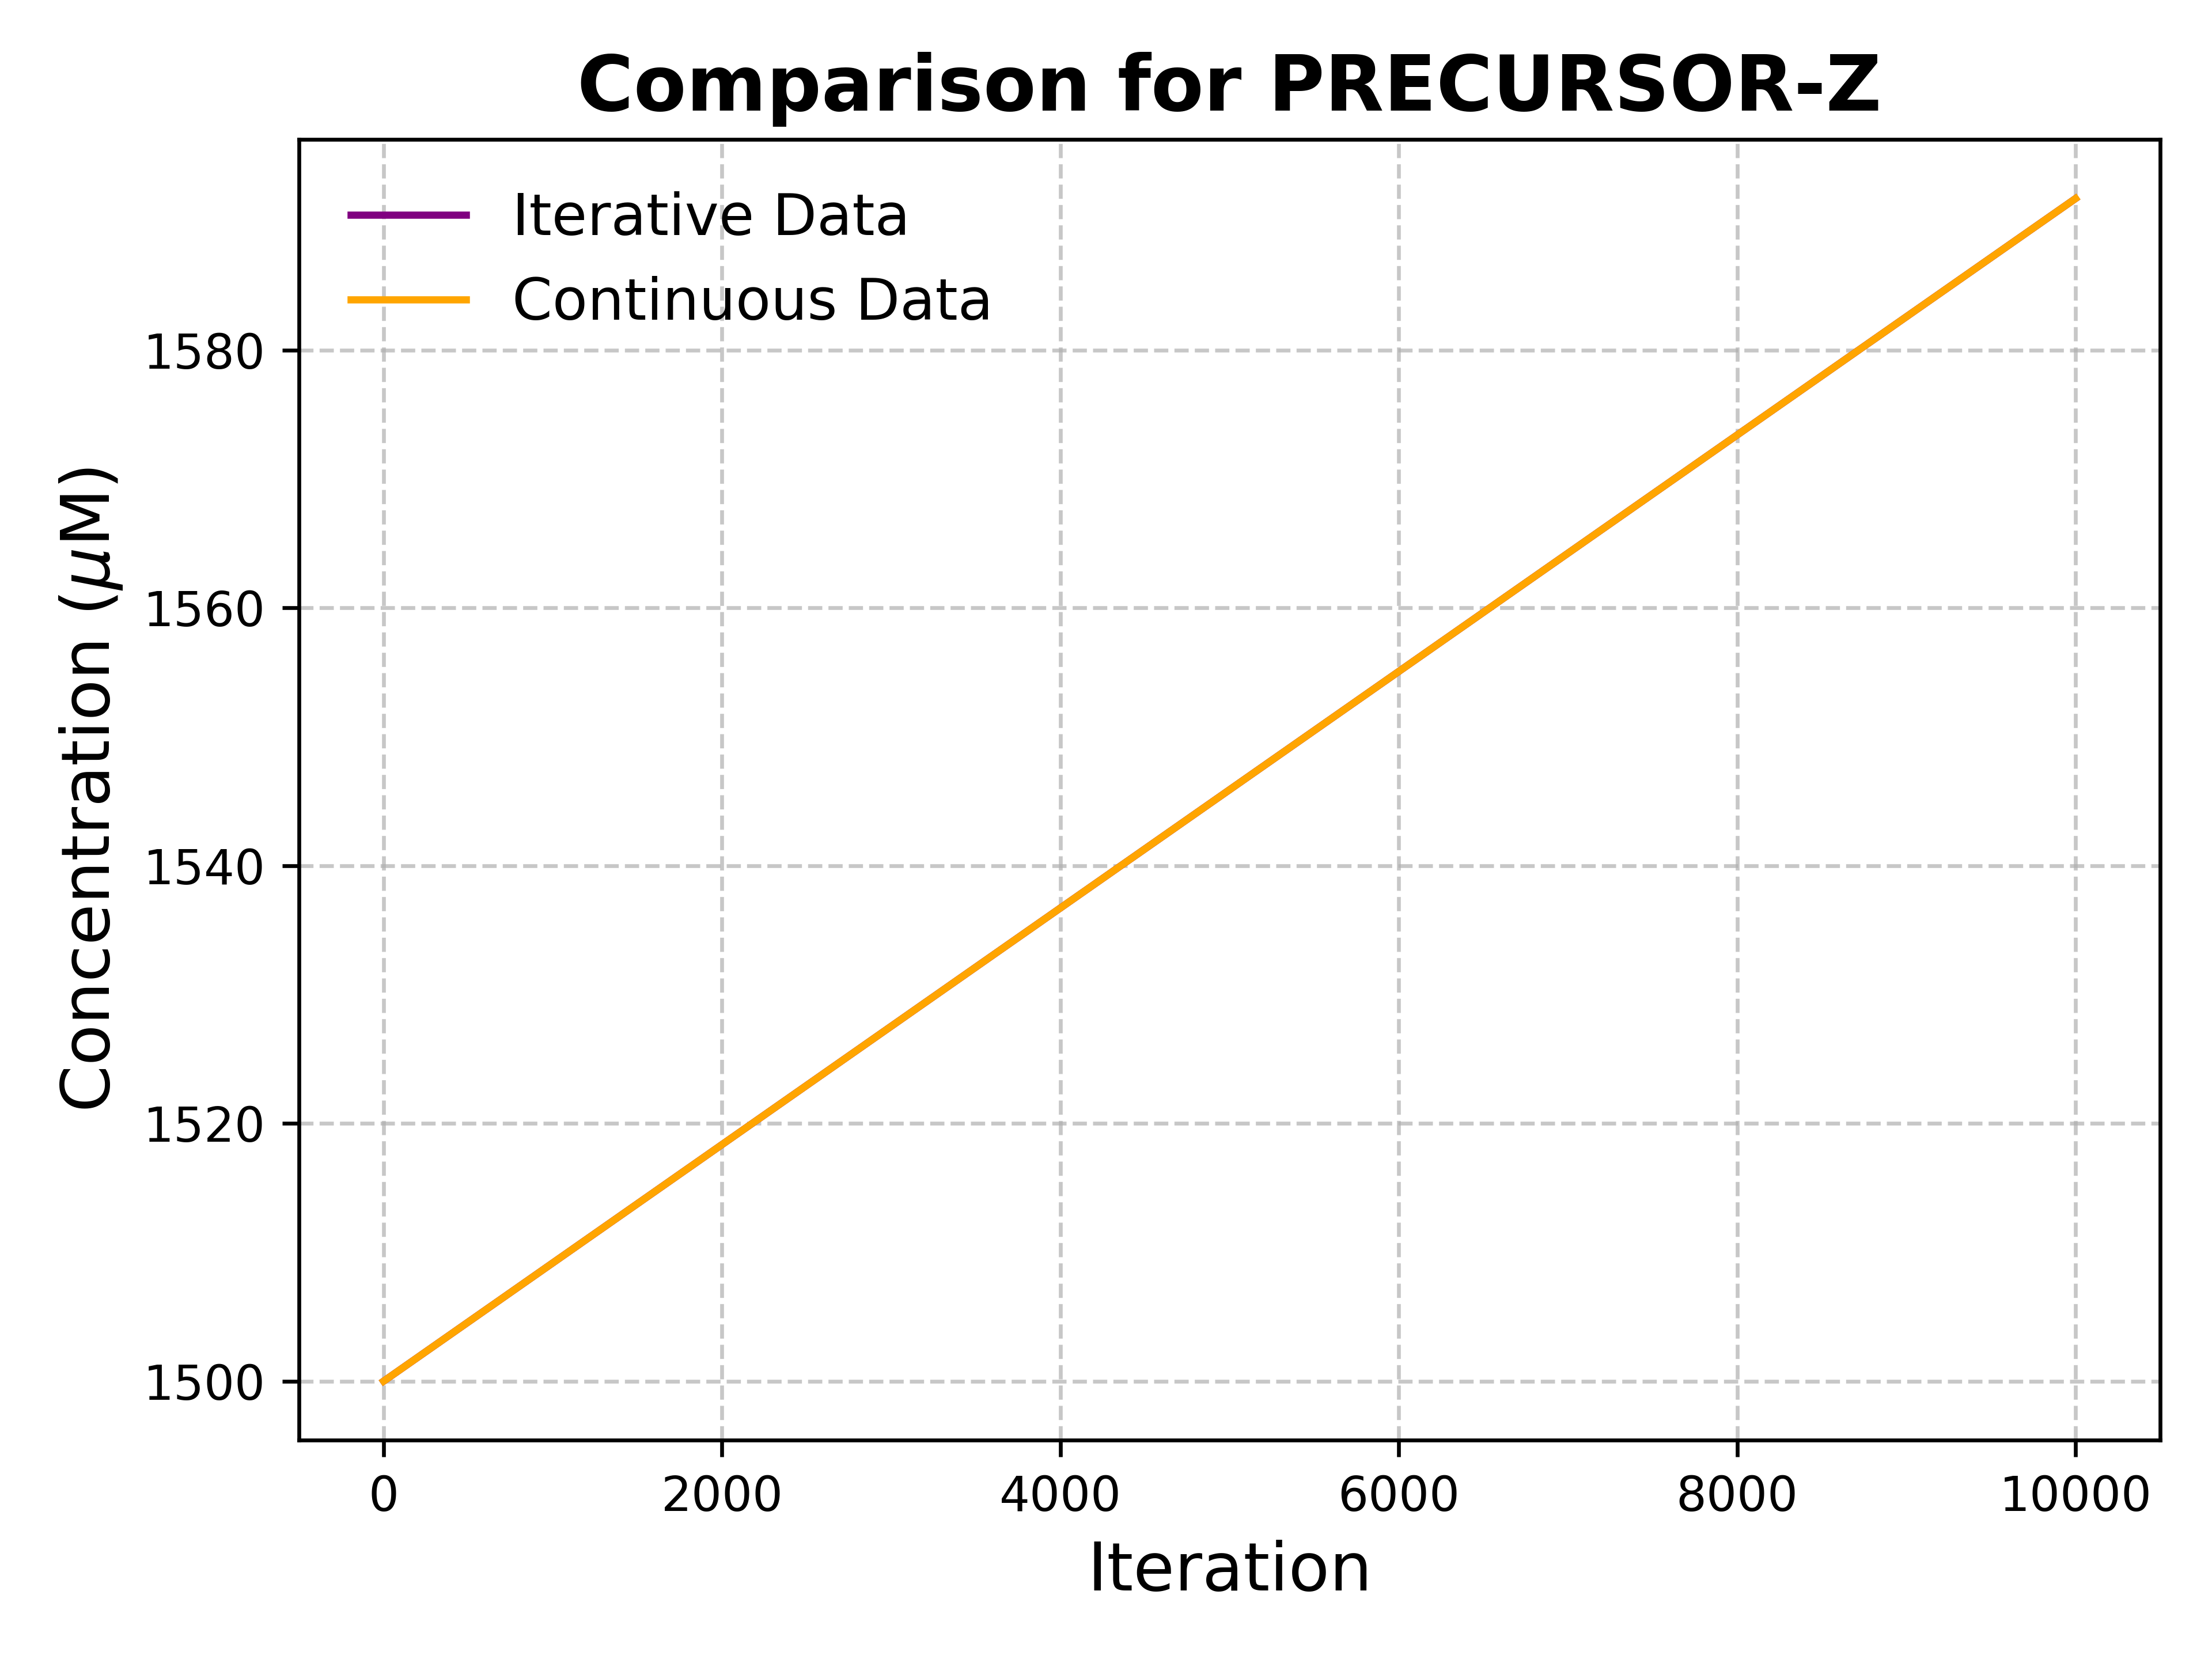 Comparison for PRECURSOR-Z
Iterative Data
Continuous Data
Concentration (μM)
1580
1560
1540
1520
1500
0 2000 4000 6000 8000 10000
Iteration